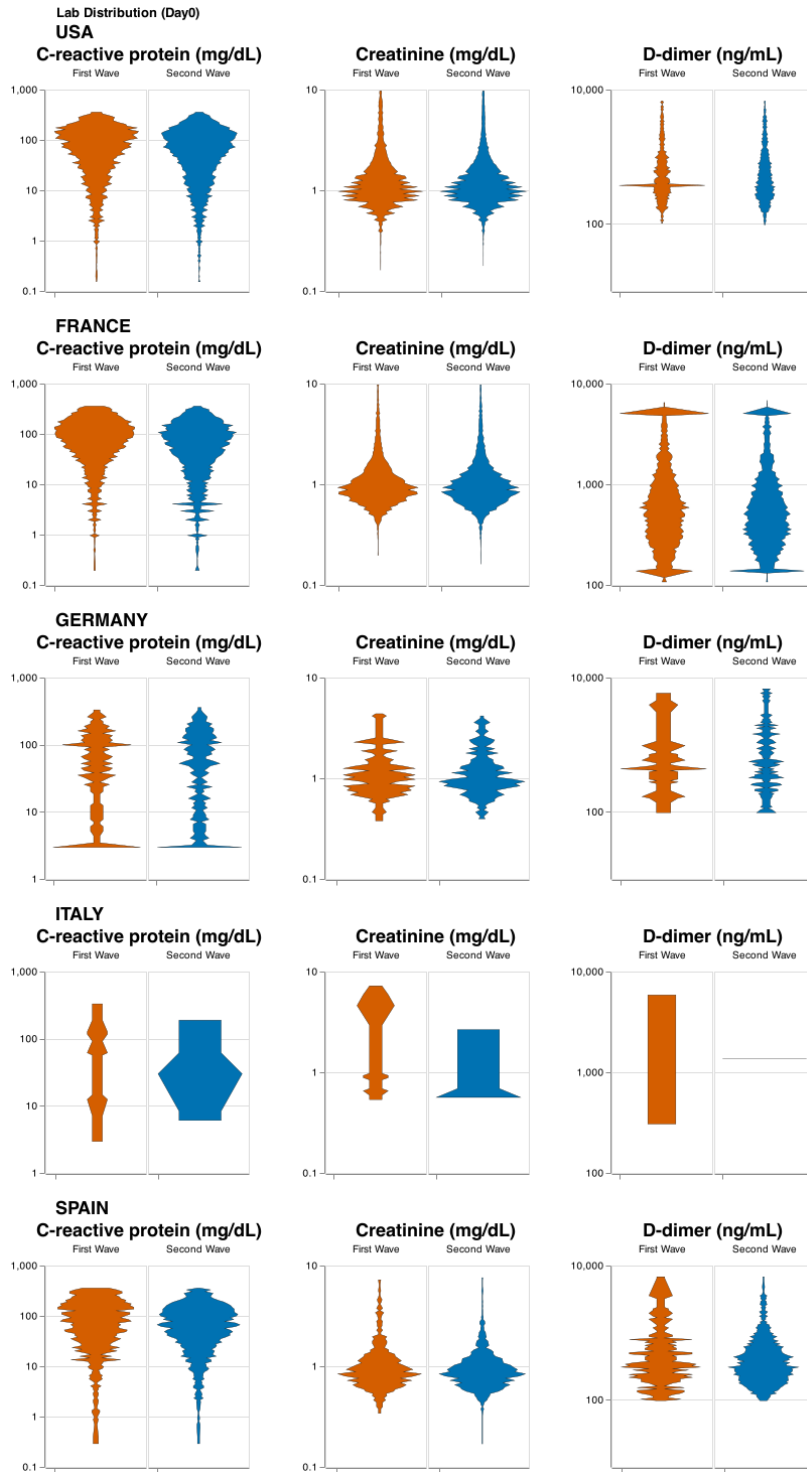 Lab Distribution (Day0)
USA
C-reactive protein (mg/dL) Creatinine (mg/dL) D-dimer (ng/mL)
First Wave Second Wave First Wave Second Wave First Wave Second Wave
1,000 10 10,000
100
10 1
100
1
0.1 0.1
FRANCE
C-reactive protein (mg/dL) Creatinine (mg/dL) D-dimer (ng/mL)
First Wave Second Wave First Wave Second Wave First Wave Second Wave
1,000 10 10,000
100
10 1 1,000
1
0.1 0.1 100
GERMANY
C-reactive protein (mg/dL) Creatinine (mg/dL) D-dimer (ng/mL)
First Wave Second Wave First Wave Second Wave First Wave Second Wave
1,000 10 10,000
100
1
10 100
1 0.1
ITALY
C-reactive protein (mg/dL) Creatinine (mg/dL) D-dimer (ng/mL)
First Wave Second Wave First Wave Second Wave First Wave Second Wave
1,000 10 10,000
100
1 1,000
10
1 0.1 100
SPAIN
C-reactive protein (mg/dL) Creatinine (mg/dL) D-dimer (ng/mL)
First Wave Second Wave First Wave Second Wave First Wave Second Wave
1,000 10 10,000
100
10 1
100
1
0.1 0.1